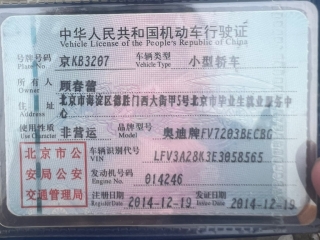 中华人民共和国机动车行驶证
Vehicle License of the People's Republic of China
号牌号码 京KB3207 车辆类型 小型轿车
Plate No. Vehicle Type
所有人 顾春蕾
Owner
住址 北京市海淀区德胜门西大街甲5号北京市毕业生就业服务中心
Address
使用性质 非营运 品牌型号 奥迪牌FV7203BECBG
Use Character Model
北京市公安局公安交通管理局
车辆识别代号 LFV3A28K3E3058565
VIN
发动机号码 014246
Engine No.
注册日期 2014-12-19 发证日期 2014-12-19
Register Date Issue Date